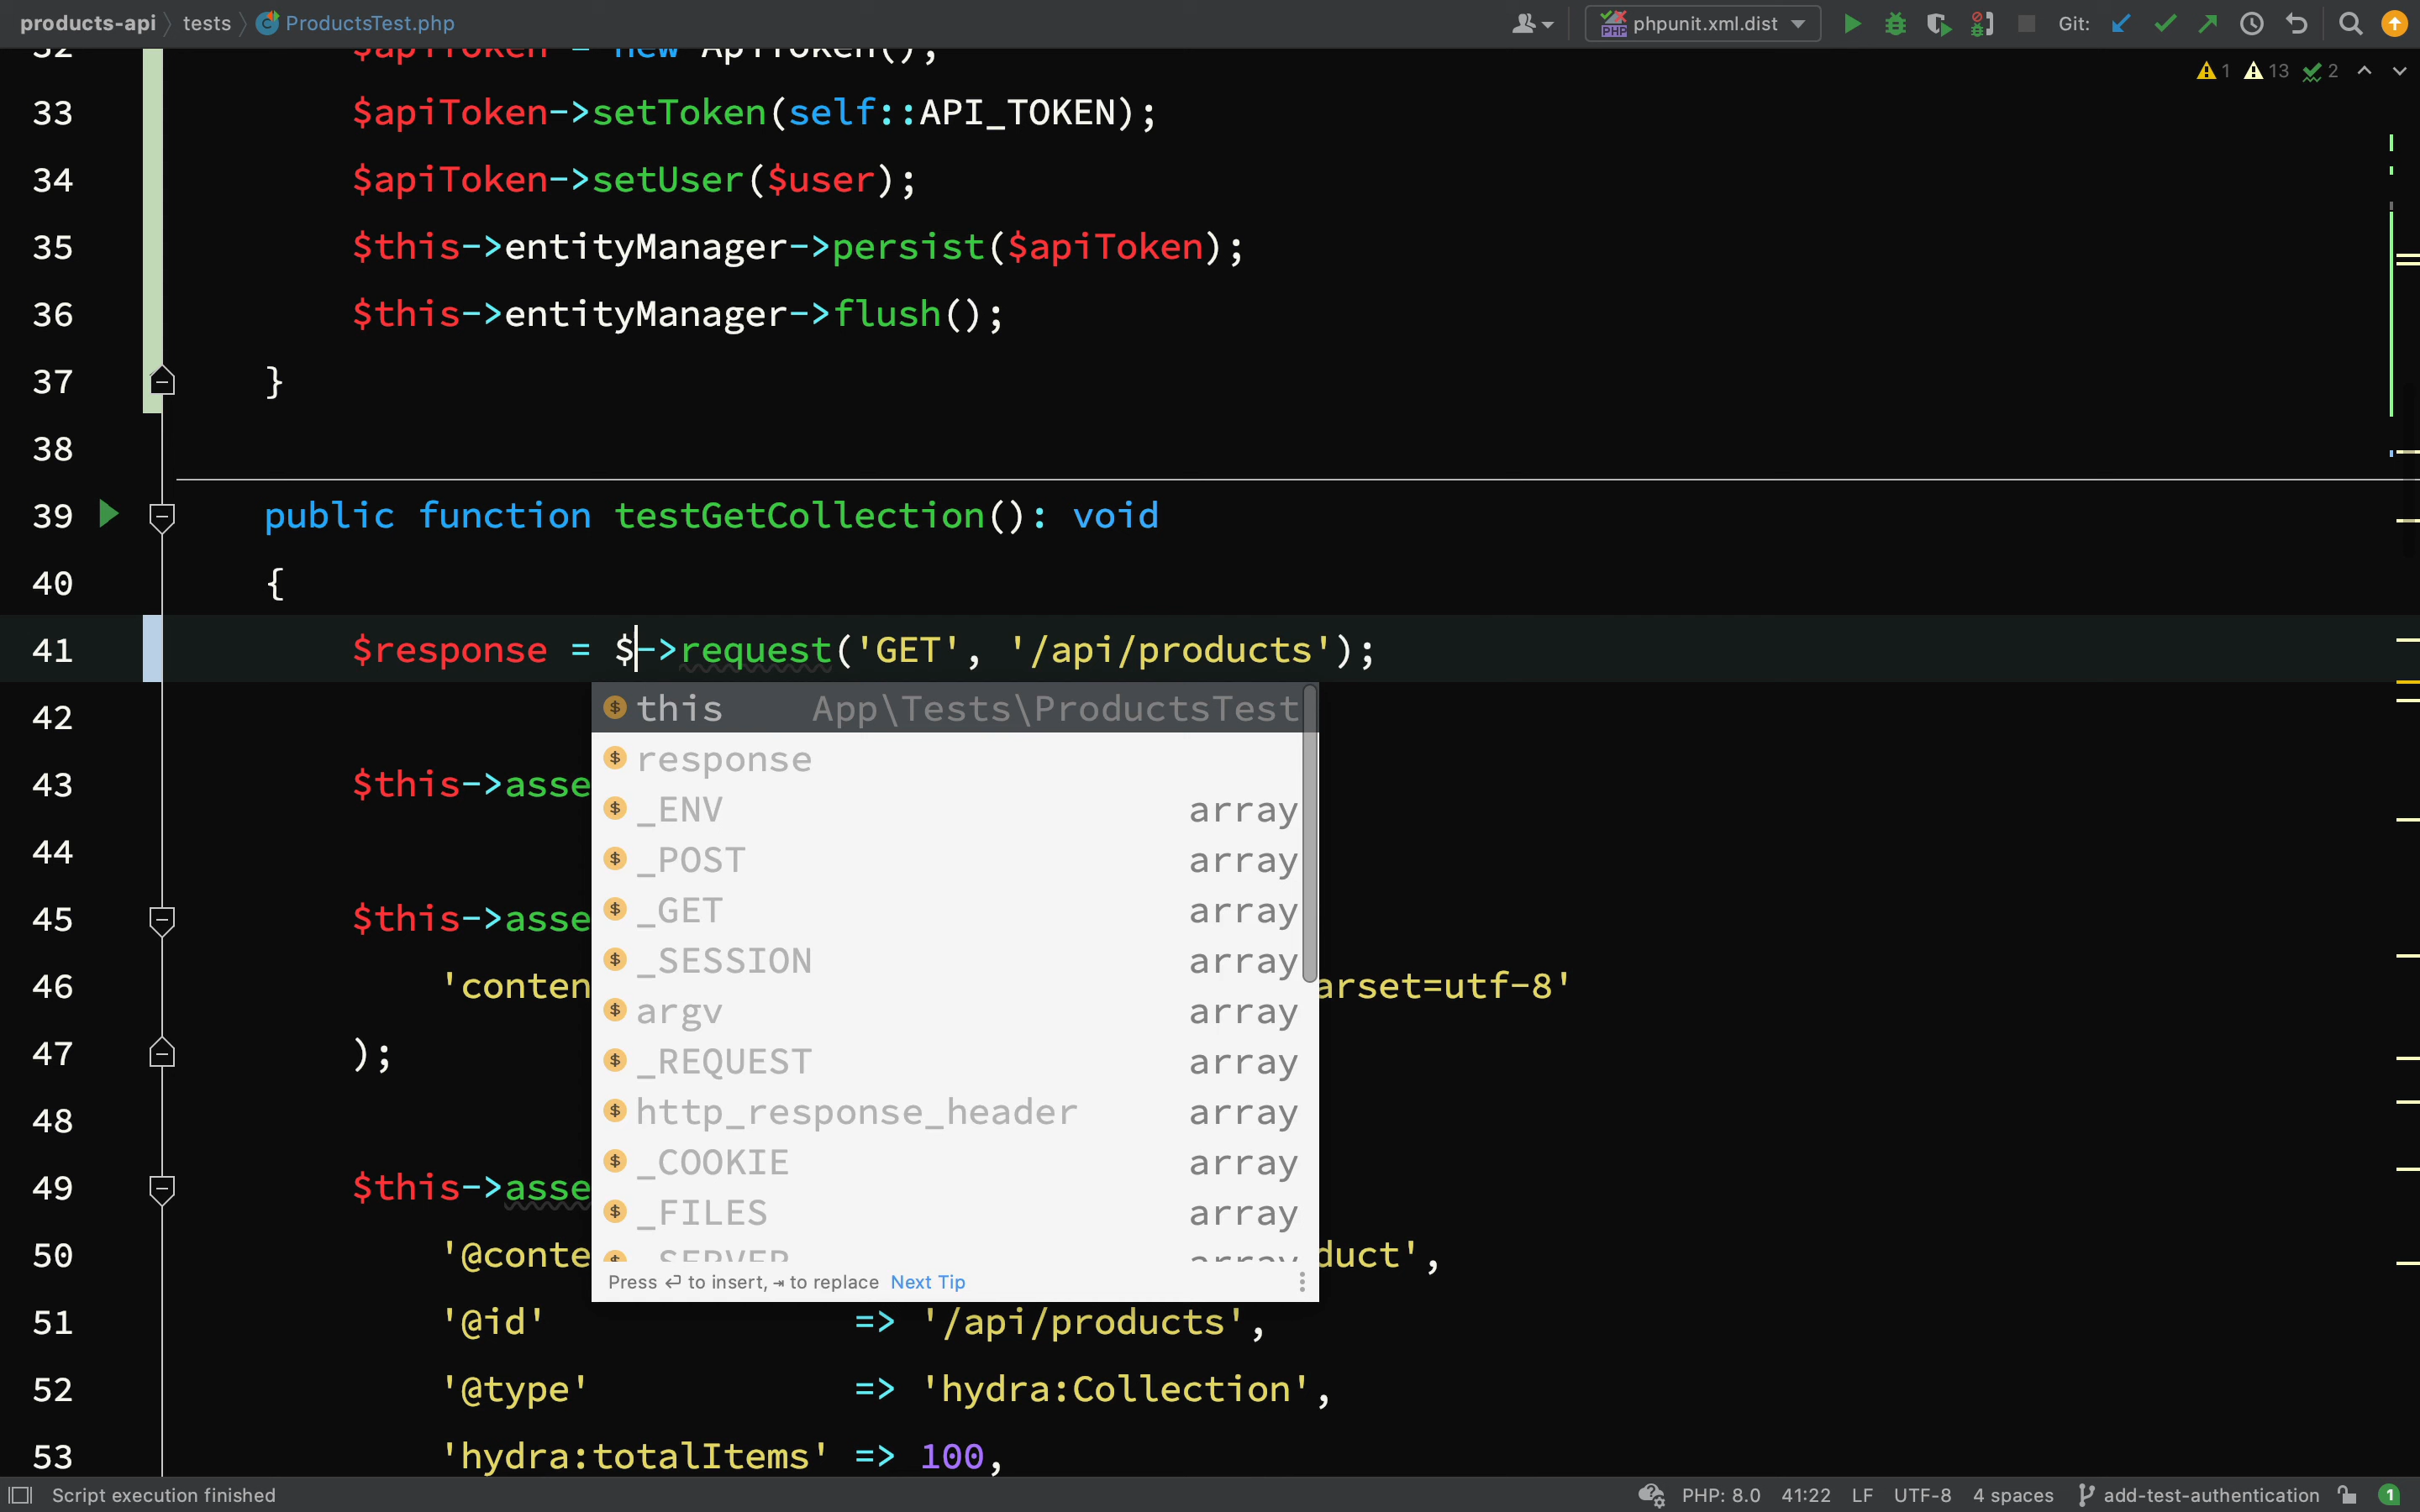 products-api tests ProductsTest.php phpunit.xml.dist Git:
32 $apiToken = new ApiToken();
1 13 2
33 $apiToken->setToken(self::API_TOKEN);
34 $apiToken->setUser($user);
35 $this->entityManager->persist($apiToken);
36 $this->entityManager->flush();
37 }
38
39 public function testGetCollection(): void
40 {
41 $response = $->request('GET', '/api/products');
42
this App\Tests\ProductsTest
response
43 $this->asse
_ENV array
44
_POST array
45 $this->asse
_GET array
_SESSION array
46 'conten arset=utf-8'
argv array
47 );
_REQUEST array
48
http_response_header array
_COOKIE array
49 $this->asse
_FILES array
50 '@conte duct',
_SERVER array
Press ↵ to insert, ⇥ to replace Next Tip
51 '@id' => '/api/products',
52 '@type' => 'hydra:Collection',
53 'hydra:totalItems' => 100,
Script execution finished PHP: 8.0 41:22 LF UTF-8 4 spaces add-test-authentication 1